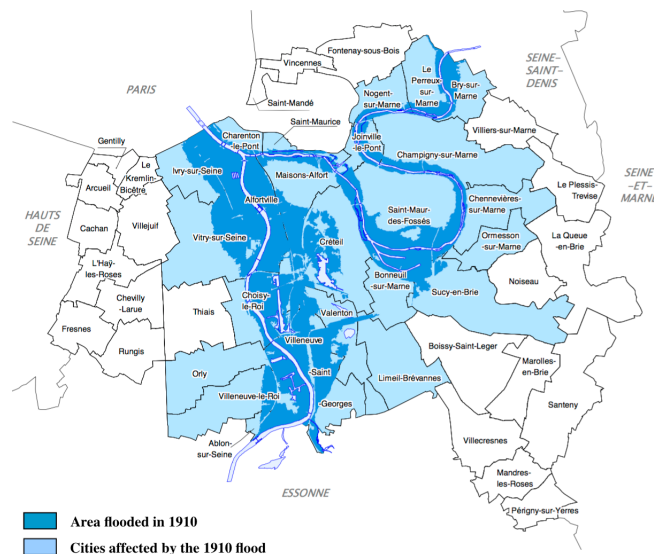 Fontenay-sous-Bois
Vincennes
SEINE–
SAINT–
DENIS
Le
Perreux-
sur-
Marne
Bry-sur-
Marne
PARIS
Nogent-
sur-Marne
Saint-Mandé
Saint-Maurice
Charenton
-le-Pont
Joinville
-le-Pont
Villiers-sur-Marne
Gentilly
Le
Kremlin-
Bicêtre
Champigny-sur-Marne
Ivry-sur-Seine
Maisons-Alfort
SEINE
-ET-
MARNE
Arcueil
Alfortville
Le Plessis-
Trevise
Chennevières-
sur-Marne
HAUTS
DE
SEINE
Saint-Maur-
des-Fossés
Cachan
Villejuif
Vitry-sur-Seine
Créteil
Ormesson
-sur-Marne
La Queue
-en-Brie
L'Haÿ
-les-Roses
Bonneuil
-sur-Marne
Noiseau
Sucy-en-Brie
Chevilly
-Larue
Choisy-
le-Roi
Thiais
Valenton
Fresnes
Villeneuve
Boissy-Saint-Leger
Rungis
Marolles-
en-Brie
Orly
-Saint
Limeil-Brévannes
Villeneuve-le-Roi
-Georges
Santeny
Ablon-
sur-Seine
Villecresnes
Mandres-
les-Roses
ESSONNE
Périgny-sur-Yerres
Area flooded in 1910
Cities affected by the 1910 flood